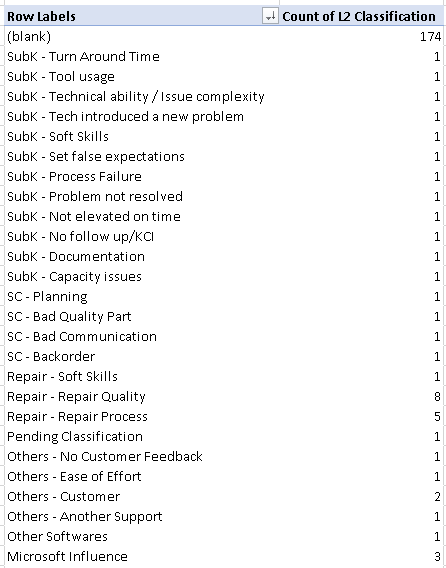 Row Labels Count of L2 Classification
(blank) 174
SubK - Turn Around Time 1
SubK - Tool usage 1
SubK - Technical ability / Issue complexity 1
SubK - Tech introduced a new problem 1
SubK - Soft Skills 1
SubK - Set false expectations 1
SubK - Process Failure 1
SubK - Problem not resolved 1
SubK - Not elevated on time 1
SubK - No follow up/KCI 1
SubK - Documentation 1
SubK - Capacity issues 1
SC - Planning 1
SC - Bad Quality Part 1
SC - Bad Communication 1
SC - Backorder 1
Repair - Soft Skills 1
Repair - Repair Quality 8
Repair - Repair Process 5
Pending Classification 1
Others - No Customer Feedback 1
Others - Ease of Effort 1
Others - Customer 2
Others - Another Support 1
Other Softwares 1
Microsoft Influence 3